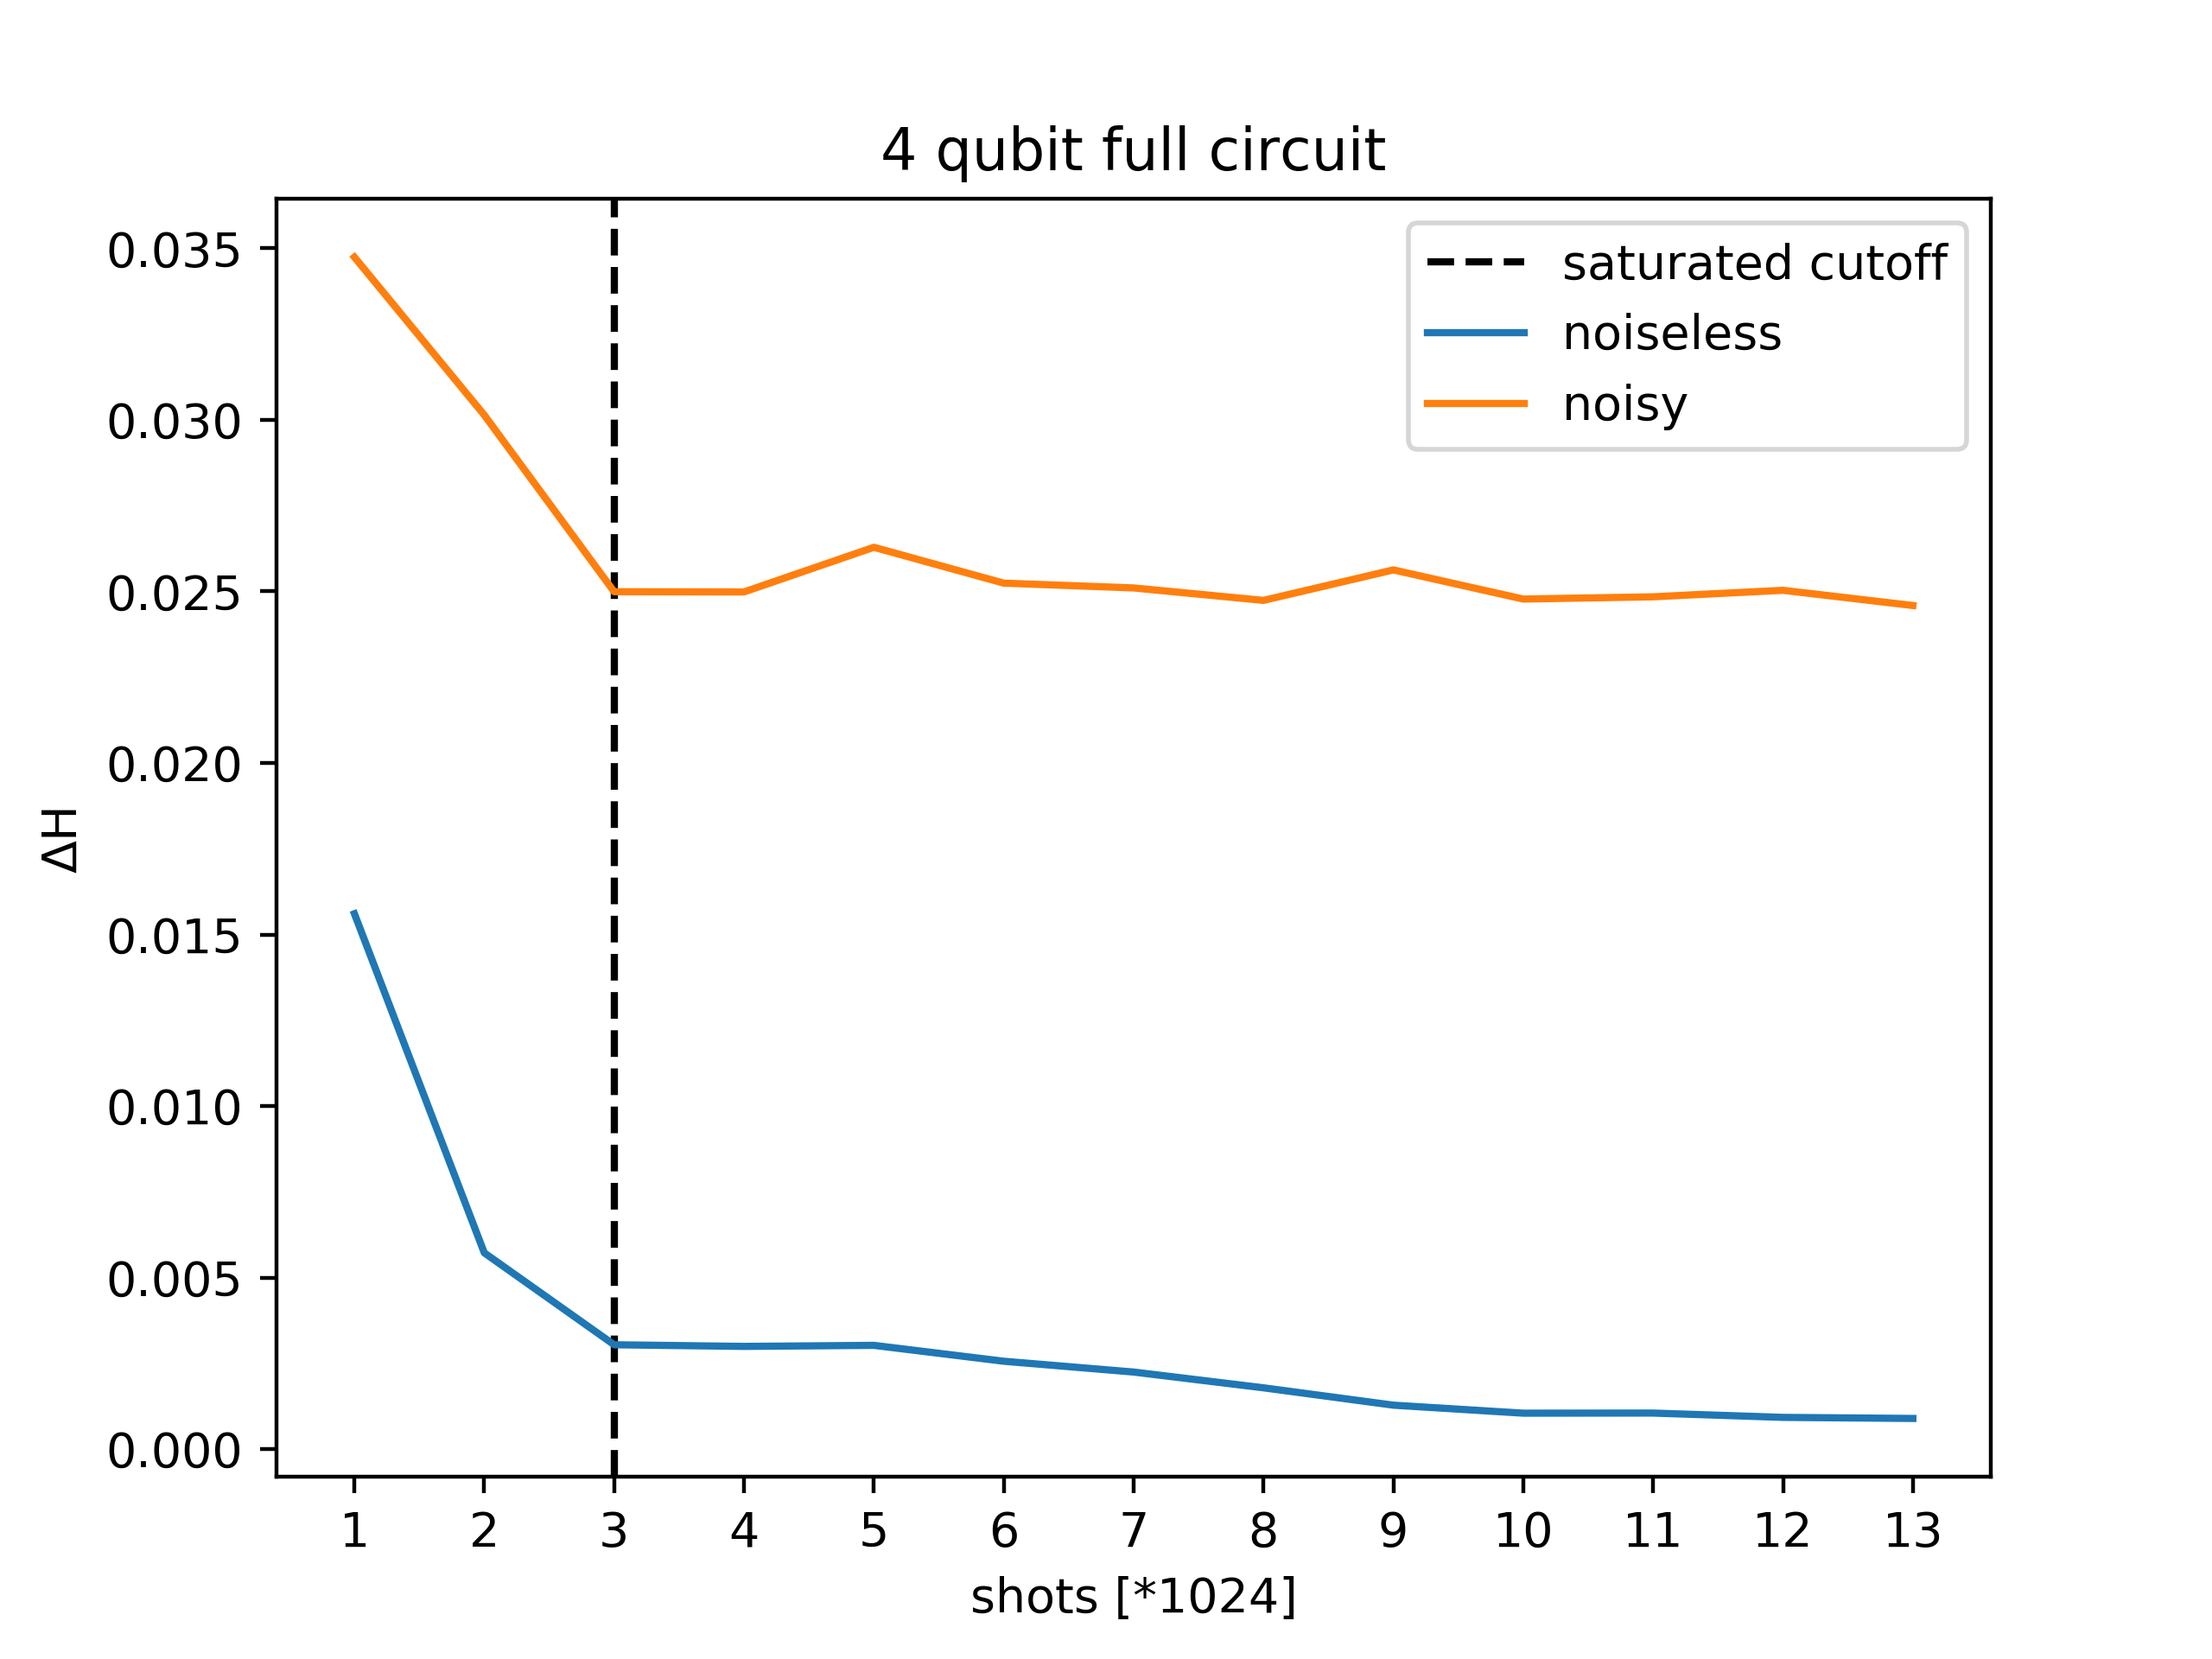 4 qubit full circuit
saturated cutoff
noiseless
noisy
0.035
0.030
0.025
0.020
0.015
0.010
0.005
0.000
ΔH
1 2 3 4 5 6 7 8 9 10 11 12 13
shots [*1024]